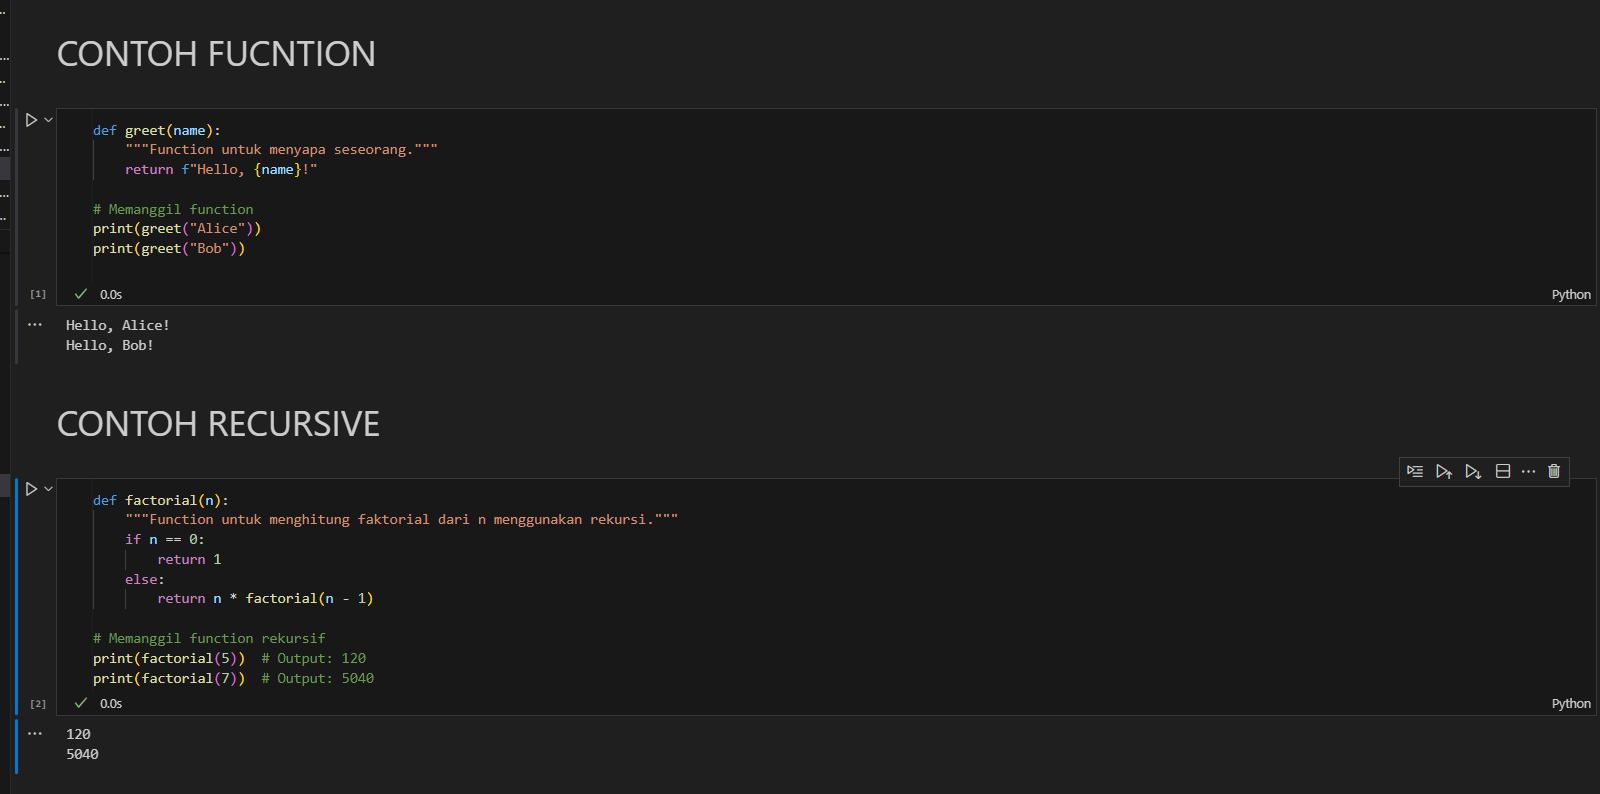 CONTOH FUCNTION
def greet(name):
    """Function untuk menyapa seseorang."""
    return f"Hello, {name}!"
# Memanggil function
print(greet("Alice"))
print(greet("Bob"))
[1]
0.0s
Python
Hello, Alice!
Hello, Bob!
CONTOH RECURSIVE
def factorial(n):
    """Function untuk menghitung faktorial dari n menggunakan rekursi."""
    if n == 0:
        return 1
    else:
        return n * factorial(n - 1)
# Memanggil function rekursif
print(factorial(5))  # Output: 120
print(factorial(7))  # Output: 5040
[2]
0.0s
Python
120
5040